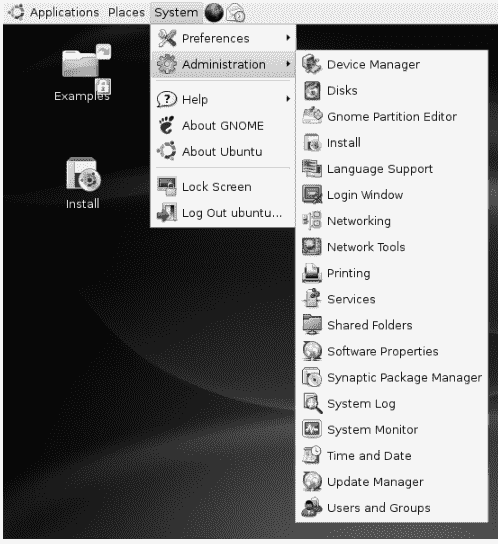 Applications Places System
Preferences
Administration
Help
About GNOME
About Ubuntu
Lock Screen
Log Out ubuntu...
Device Manager
Disks
Gnome Partition Editor
Install
Language Support
Login Window
Networking
Network Tools
Printing
Services
Shared Folders
Software Properties
Synaptic Package Manager
System Log
System Monitor
Time and Date
Update Manager
Users and Groups
Examples
Install